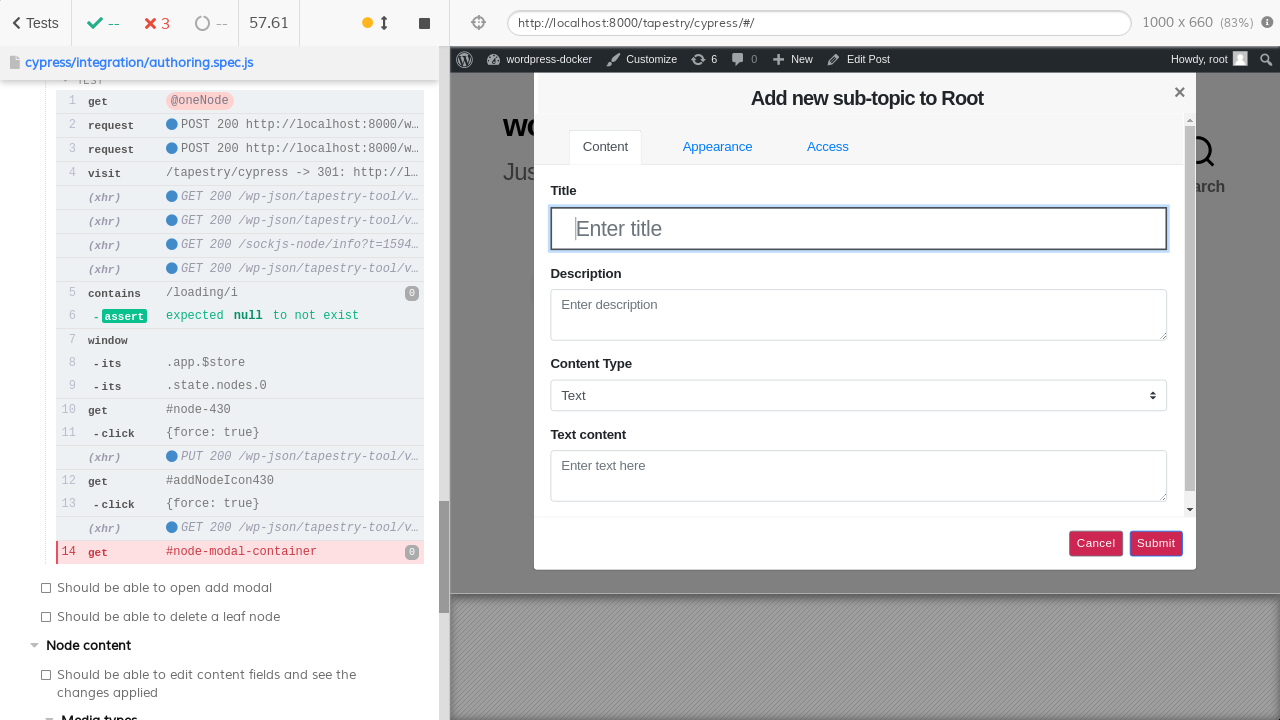 Tests
--
3
--
57.61
http://localhost:8000/tapestry/cypress/#/
1000 x 660 (83%)
cypress/integration/authoring.spec.js
TEST
1 get @oneNode
2 request POST 200 http://localhost:8000/w…
3 request POST 200 http://localhost:8000/w…
4 visit /tapestry/cypress -> 301: http://l…
(xhr) GET 200 /wp-json/tapestry-tool/v…
(xhr) GET 200 /wp-json/tapestry-tool/v…
(xhr) GET 200 /sockjs-node/info?t=1594…
(xhr) GET 200 /wp-json/tapestry-tool/v…
5 contains /loading/i 0
6 - assert expected null to not exist
7 window
8 - its .app.$store
9 - its .state.nodes.0
10 get #node-430
11 - click {force: true}
(xhr) PUT 200 /wp-json/tapestry-tool/v…
12 get #addNodeIcon430
13 - click {force: true}
(xhr) GET 200 /wp-json/tapestry-tool/v…
14 get #node-modal-container 0
Should be able to open add modal
Should be able to delete a leaf node
Node content
Should be able to edit content fields and see the
changes applied
Media types
wordpress-docker Customize 6 0 New Edit Post Howdy, root
Add new sub-topic to Root ×
wo
Jus
arch
Content Appearance Access
Title
Enter title
Description
Enter description
Content Type
Text
Text content
Enter text here
Cancel Submit